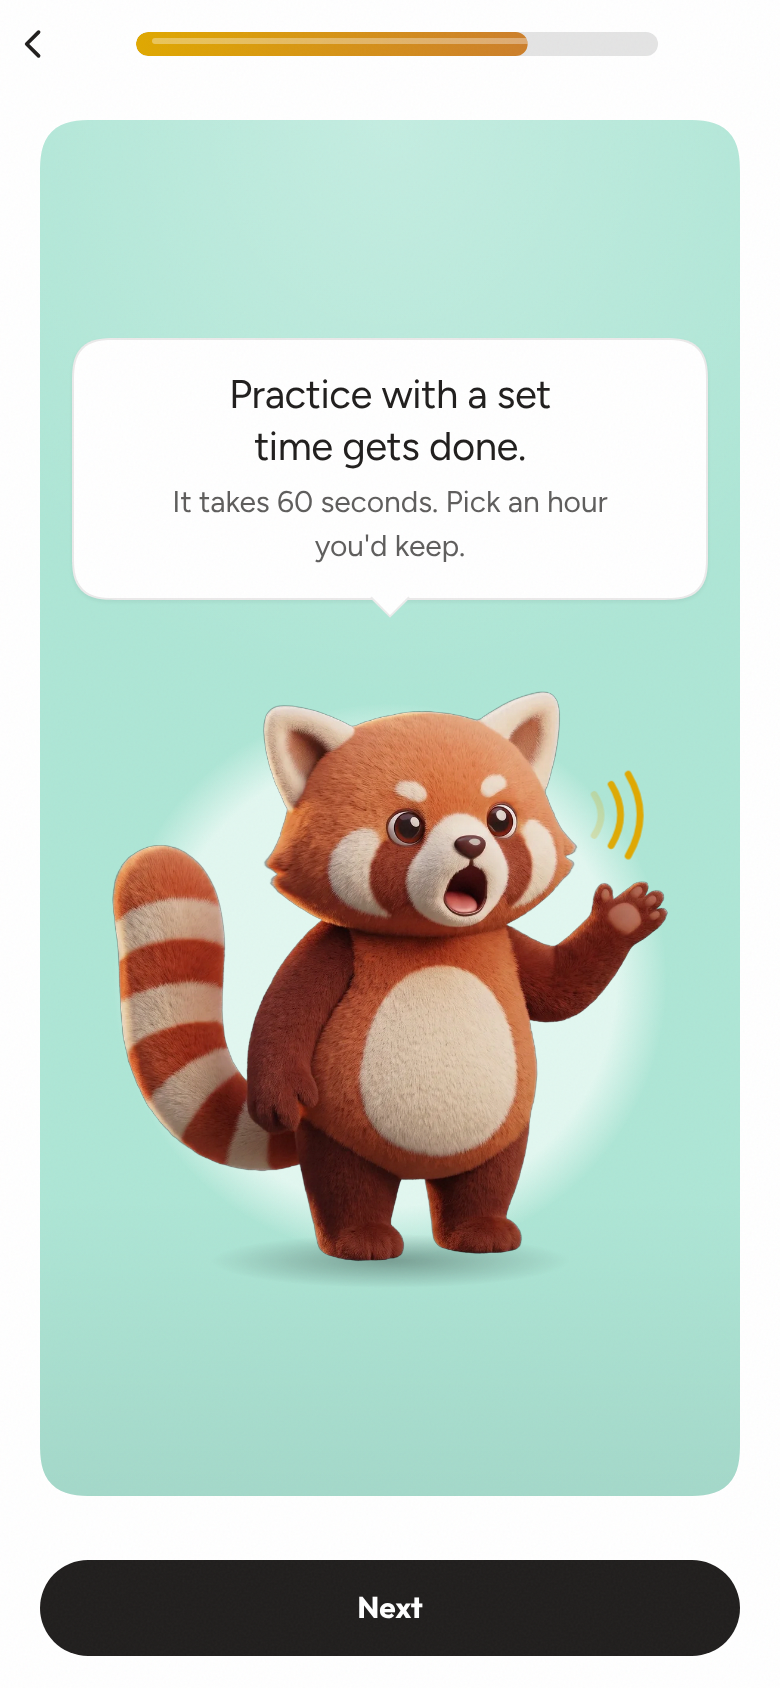 Practice with a set
time gets done.
It takes 60 seconds. Pick an hour
you'd keep.
Next